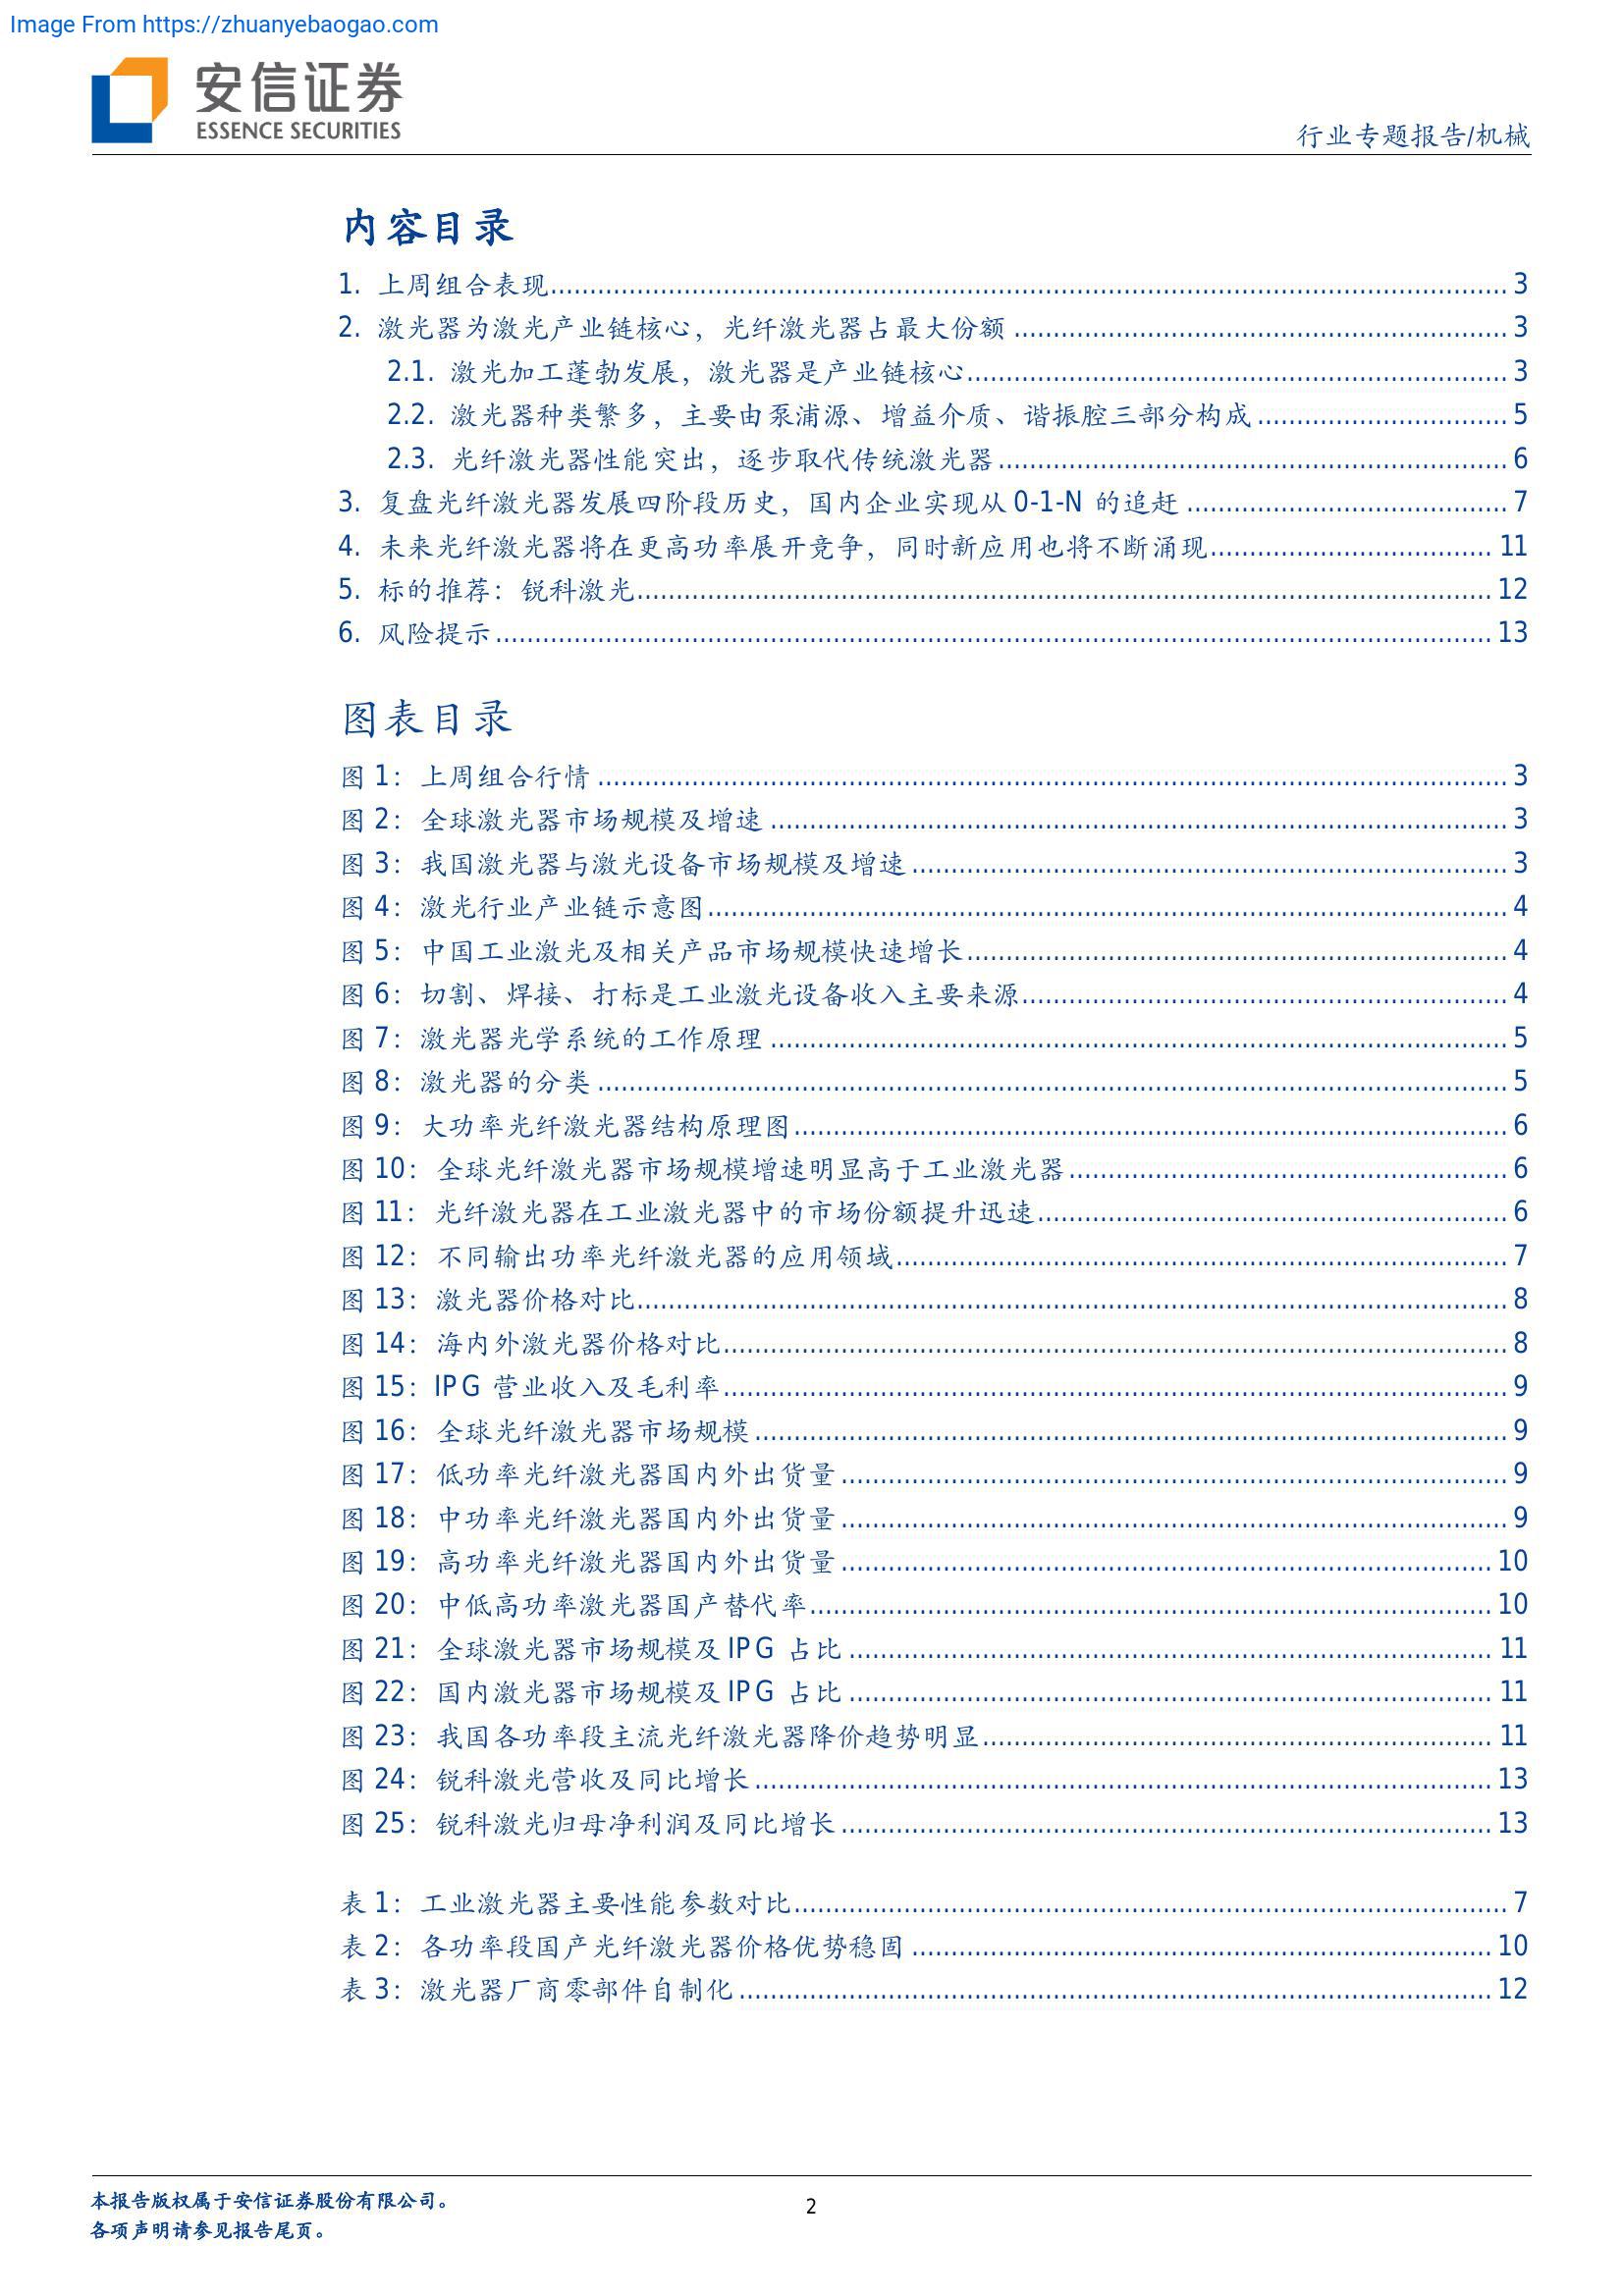 Image From https://zhuanyebaogao.com
安信证券
ESSENCE SECURITIES
行业专题报告/机械
内容目录
1. 上周组合表现 3
2. 激光器为激光产业链核心，光纤激光器占最大份额 3
2.1. 激光加工蓬勃发展，激光器是产业链核心 3
2.2. 激光器种类繁多，主要由泵浦源、增益介质、谐振腔三部分构成 5
2.3. 光纤激光器性能突出，逐步取代传统激光器 6
3. 复盘光纤激光器发展四阶段历史，国内企业实现从 0-1-N 的追赶 7
4. 未来光纤激光器将在更高功率展开竞争，同时新应用也将不断涌现 11
5. 标的推荐：锐科激光 12
6. 风险提示 13
图表目录
图 1：上周组合行情 3
图 2：全球激光器市场规模及增速 3
图 3：我国激光器与激光设备市场规模及增速 3
图 4：激光行业产业链示意图 4
图 5：中国工业激光及相关产品市场规模快速增长 4
图 6：切割、焊接、打标是工业激光设备收入主要来源 4
图 7：激光器光学系统的工作原理 5
图 8：激光器的分类 5
图 9：大功率光纤激光器结构原理图 6
图 10：全球光纤激光器市场规模增速明显高于工业激光器 6
图 11：光纤激光器在工业激光器中的市场份额提升迅速 6
图 12：不同输出功率光纤激光器的应用领域 7
图 13：激光器价格对比 8
图 14：海内外激光器价格对比 8
图 15：IPG 营业收入及毛利率 9
图 16：全球光纤激光器市场规模 9
图 17：低功率光纤激光器国内外出货量 9
图 18：中功率光纤激光器国内外出货量 9
图 19：高功率光纤激光器国内外出货量 10
图 20：中低高功率激光器国产替代率 10
图 21：全球激光器市场规模及 IPG 占比 11
图 22：国内激光器市场规模及 IPG 占比 11
图 23：我国各功率段主流光纤激光器降价趋势明显 11
图 24：锐科激光营收及同比增长 13
图 25：锐科激光归母净利润及同比增长 13
表 1：工业激光器主要性能参数对比 7
表 2：各功率段国产光纤激光器价格优势稳固 10
表 3：激光器厂商零部件自制化 12
本报告版权属于安信证券股份有限公司。
各项声明请参见报告尾页。
2